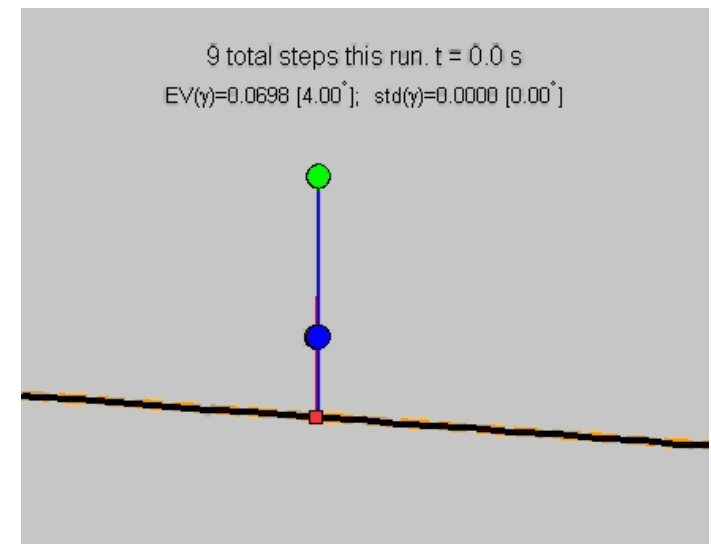 9 total steps this run. t = 0.0 s
EV(γ)=0.0698 [4.00°];  std(γ)=0.0000 [0.00°]